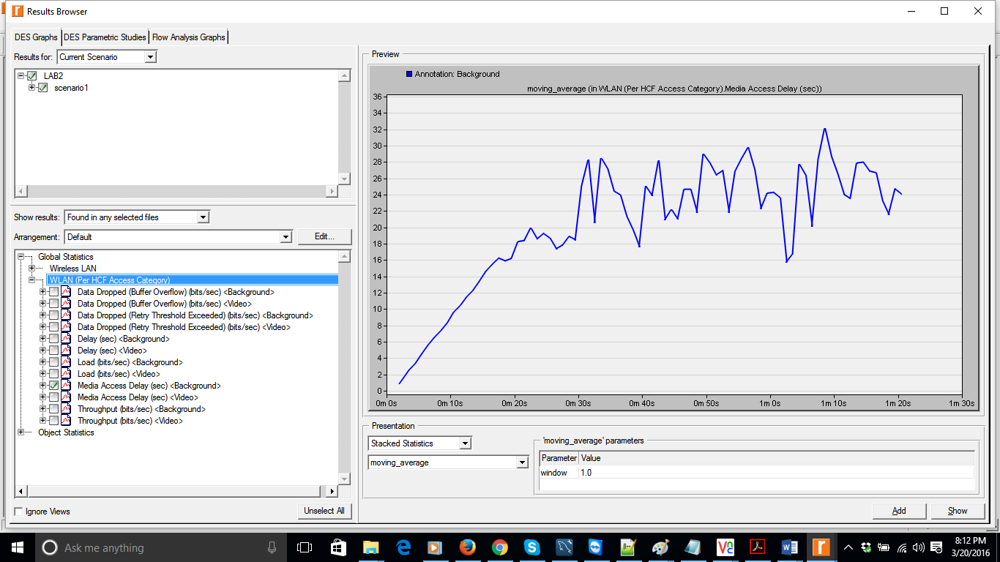 Results Browser
DES Graphs DES Parametric Studies Flow Analysis Graphs
Results for: Current Scenario
LAB2
scenario1
Show results: Found in any selected files
Arrangement: Default Edit...
Global Statistics
Wireless LAN
WLAN (Per HCF Access Category)
Data Dropped (Buffer Overflow) (bits/sec) <Background>
Data Dropped (Buffer Overflow) (bits/sec) <Video>
Data Dropped (Retry Threshold Exceeded) (bits/sec) <Background>
Data Dropped (Retry Threshold Exceeded) (bits/sec) <Video>
Delay (sec) <Background>
Delay (sec) <Video>
Load (bits/sec) <Background>
Load (bits/sec) <Video>
Media Access Delay (sec) <Background>
Media Access Delay (sec) <Video>
Throughput (bits/sec) <Background>
Throughput (bits/sec) <Video>
Object Statistics
Ignore Views Unselect All
Preview
Annotation: Background
moving_average (in WLAN (Per HCF Access Category).Media Access Delay (sec))
36
34
32
30
28
26
24
22
20
18
16
14
12
10
8
6
4
2
0
0m 0s 0m 10s 0m 20s 0m 30s 0m 40s 0m 50s 1m 0s 1m 10s 1m 20s 1m 30s
Presentation
Stacked Statistics
moving_average
'moving_average' parameters
Parameter Value
window 1.0
Add Show
Ask me anything
8:12 PM
3/20/2016